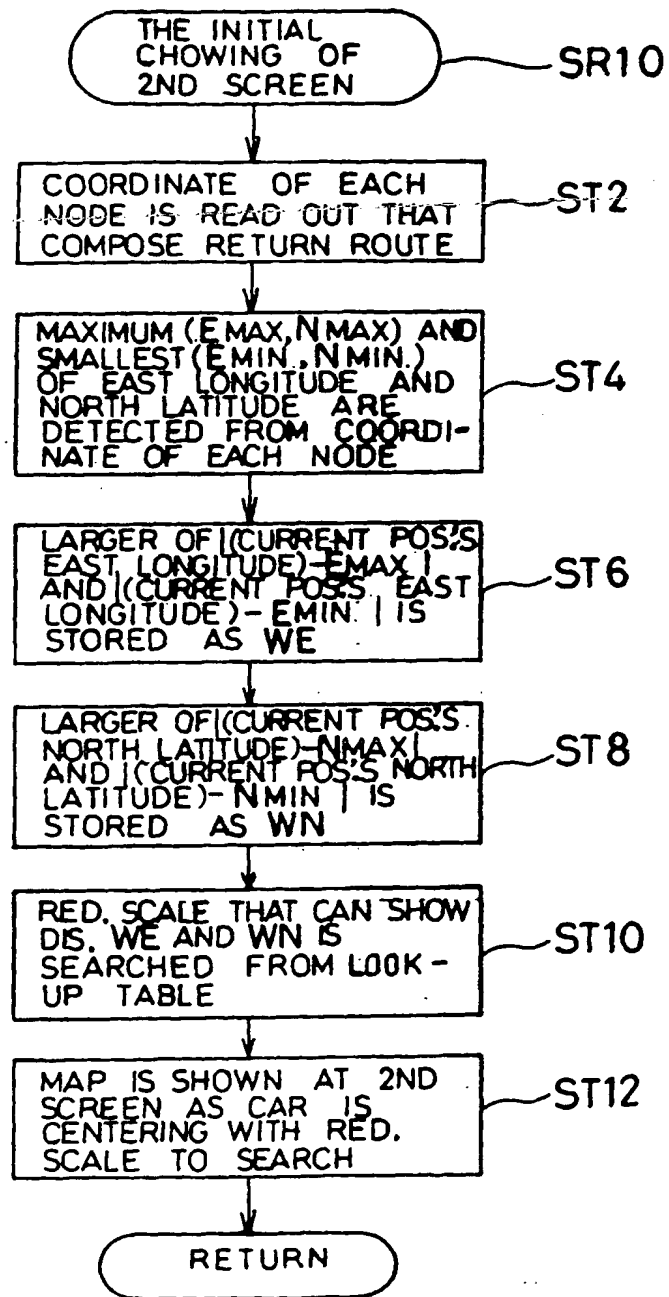 THE INITIAL
CHOWING OF
2ND SCREEN
SR10
COORDINATE OF EACH
NODE IS READ OUT THAT
COMPOSE RETURN ROUTE
ST2
MAXIMUM (EMAX,NMAX) AND
SMALLEST (EMIN.,NMIN.)
OF EAST LONGITUDE AND
NORTH LATITUDE ARE
DETECTED FROM COORDI-
NATE OF EACH NODE
ST4
LARGER OF |(CURRENT POS.'S
EAST LONGITUDE)-EMAX |
AND |(CURRENT POS.'S EAST
LONGITUDE)- EMIN | IS
STORED AS WE
ST6
LARGER OF |(CURRENT POS.'S
NORTH LATITUDE)-NMAX|
AND |(CURRENT POS.'S NORTH
LATITUDE)- NMIN | IS
STORED AS WN
ST8
RED. SCALE THAT CAN SHOW
DIS. WE AND WN IS
SEARCHED FROM LOOK-
UP TABLE
ST10
MAP IS SHOWN AT 2ND
SCREEN AS CAR IS
CENTERING WITH RED.
SCALE TO SEARCH
ST12
RETURN